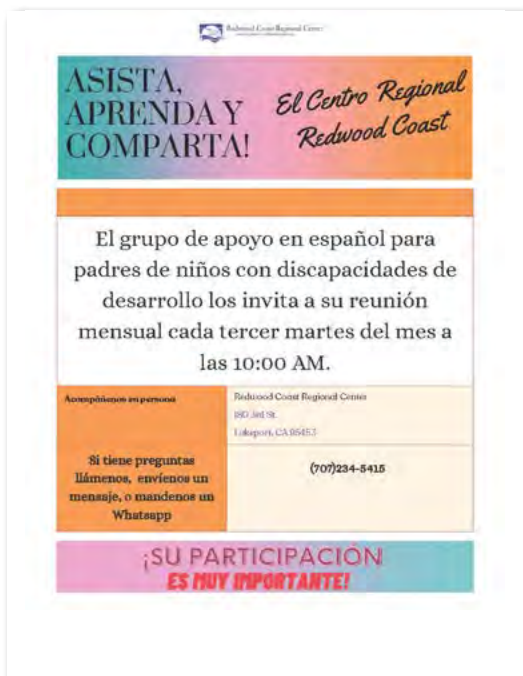 Redwood Coast Regional Center
ASISTA,
APRENDA Y
COMPARTA!
El Centro Regional
Redwood Coast
El grupo de apoyo en español para
padres de niños con discapacidades de
desarrollo los invita a su reunión
mensual cada tercer martes del mes a
las 10:00 AM.
Acompáñenos en persona
Redwood Coast Regional Center
180 3rd St.
Lakeport, CA 95453
Si tiene preguntas
llámenos, envíenos un
mensaje, o mandenos un
Whatsapp
(707)234-5415
¡SU PARTICIPACIÓN
ES MUY IMPORTANTE!